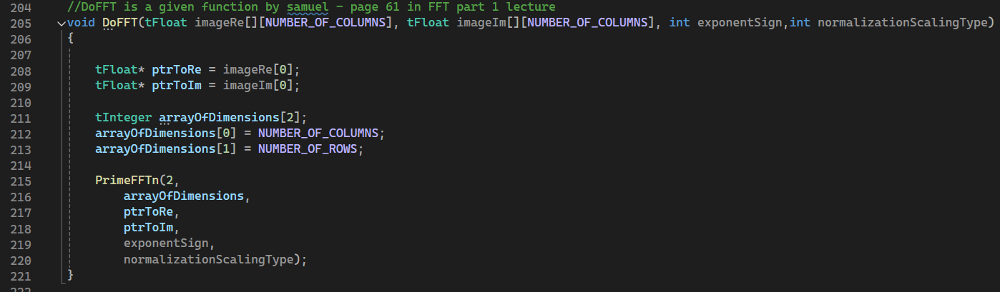 204 //DoFFT is a given function by samuel - page 61 in FFT part 1 lecture
205 void DoFFT(tFloat imageRe[][NUMBER_OF_COLUMNS], tFloat imageIm[][NUMBER_OF_COLUMNS], int exponentSign,int normalizationScalingType)
206 {
207
208 tFloat* ptrToRe = imageRe[0];
209 tFloat* ptrToIm = imageIm[0];
210
211 tInteger arrayOfDimensions[2];
212 arrayOfDimensions[0] = NUMBER_OF_COLUMNS;
213 arrayOfDimensions[1] = NUMBER_OF_ROWS;
214
215 PrimeFFTn(2,
216 arrayOfDimensions,
217 ptrToRe,
218 ptrToIm,
219 exponentSign,
220 normalizationScalingType);
221 }
222